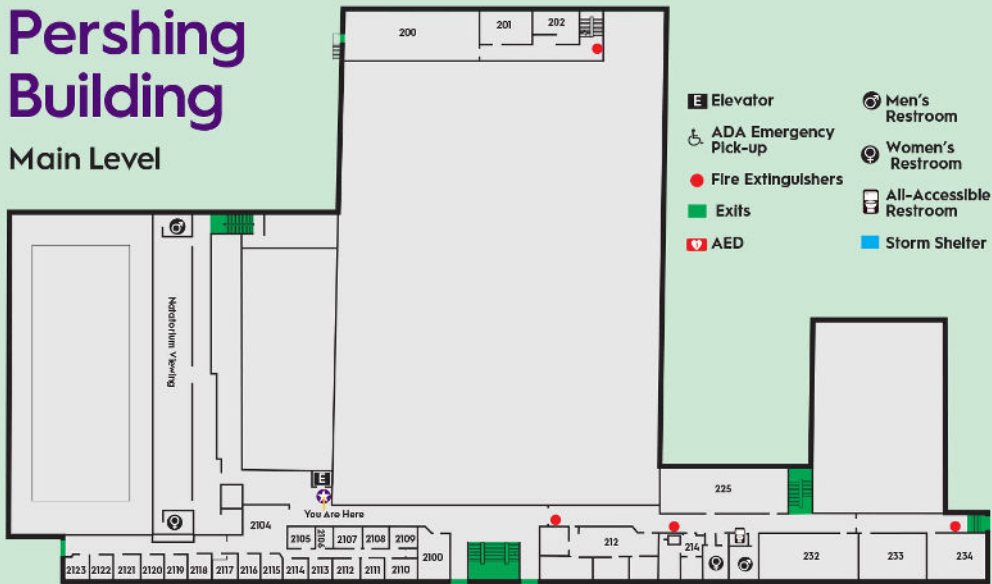 Pershing
Building
Main Level
200
201
202
E Elevator
ADA Emergency
Pick-up
Fire Extinguishers
Exits
AED
Men's
Restroom
Women's
Restroom
All-Accessible
Restroom
Storm Shelter
Natatorium Viewing
E
You Are Here
225
2104
2105
2106
2107
2108
2109
2100
212
214
232
233
234
2123
2122
2121
2120
2119
2118
2117
2116
2115
2114
2113
2112
2111
2110